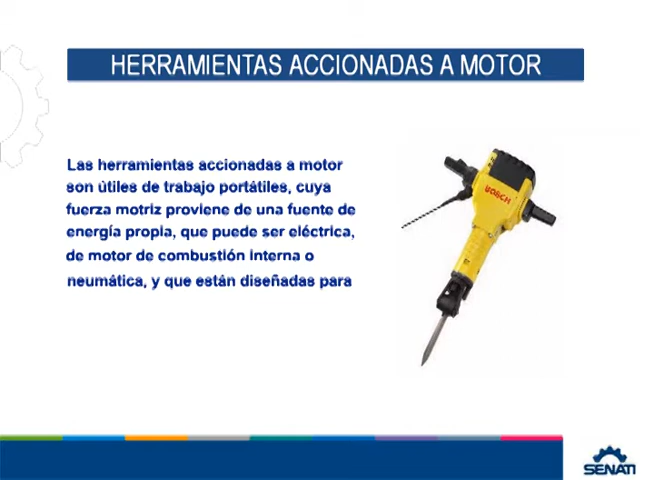 HERRAMIENTAS ACCIONADAS A MOTOR
Las herramientas accionadas a motor
son útiles de trabajo portátiles, cuya
fuerza motriz proviene de una fuente de
energía propia, que puede ser eléctrica,
de motor de combustión interna o
neumática, y que están diseñadas para
BOSCH
SENATI